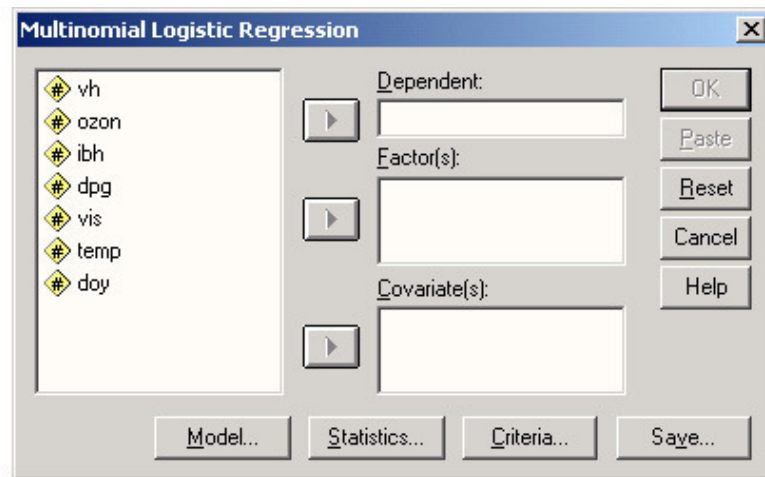 Multinomial Logistic Regression
# vh
# ozon
# ibh
# dpg
# vis
# temp
# doy
Dependent:
Factor(s):
Covariate(s):
OK
Paste
Reset
Cancel
Help
Model...
Statistics...
Criteria...
Save...